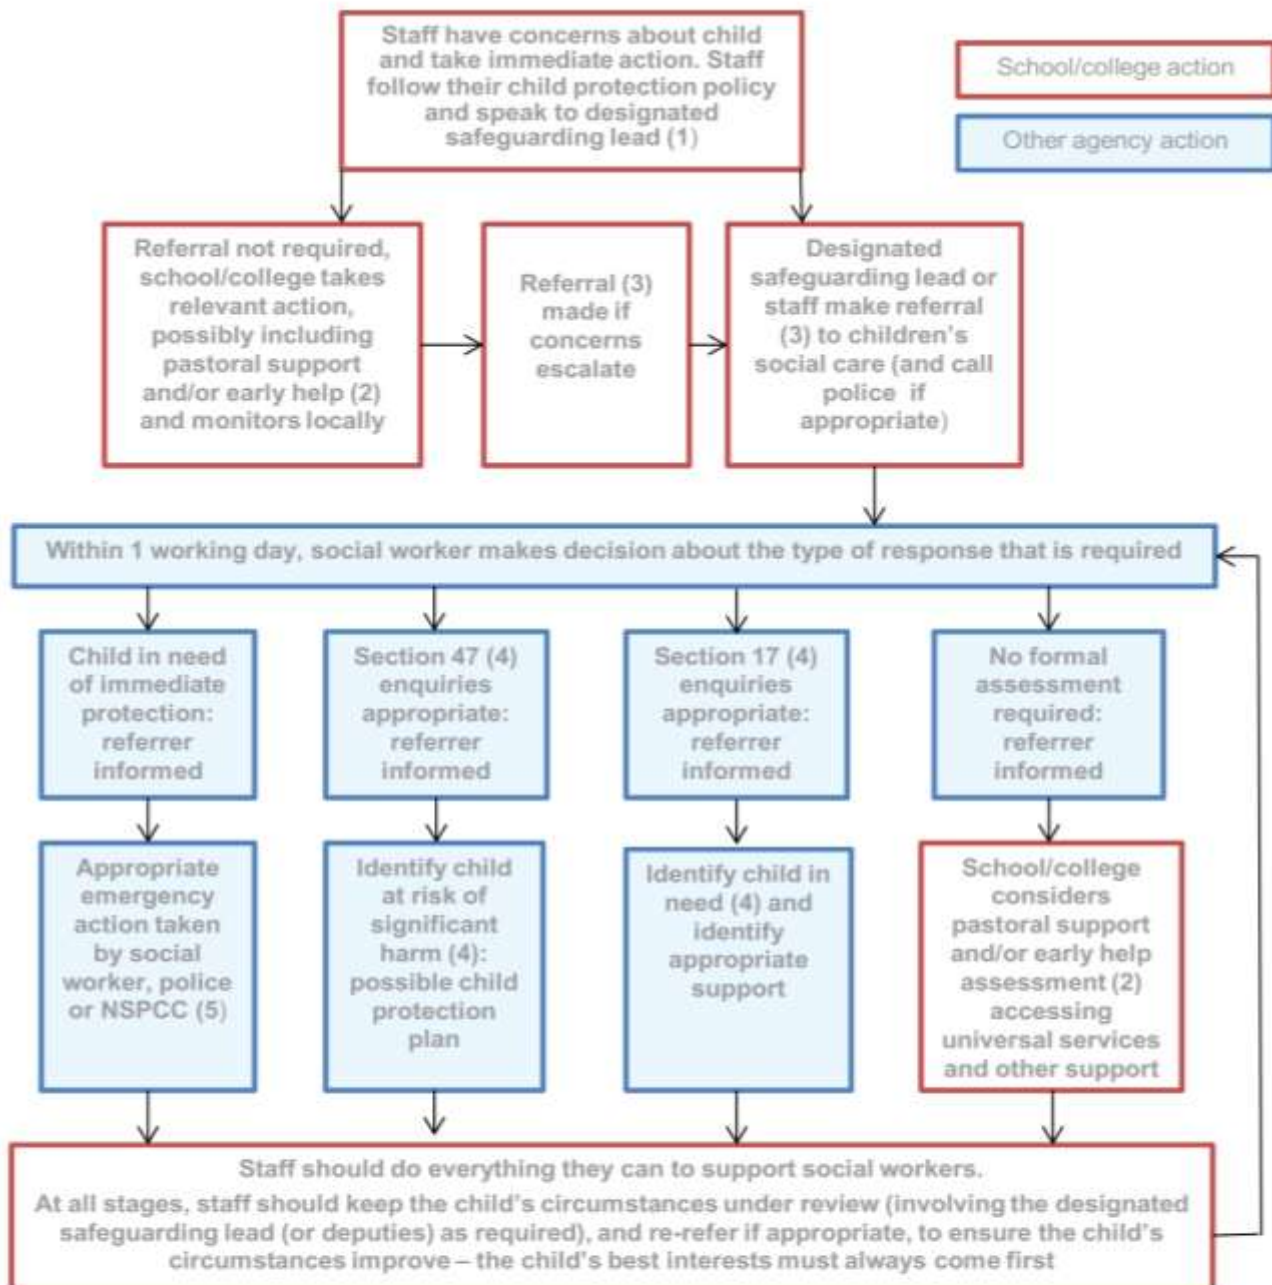 Staff have concerns about child
and take immediate action. Staff
follow their child protection policy
and speak to designated
safeguarding lead (1)
School/college action
Other agency action
Referral not required,
school/college takes
relevant action,
possibly including
pastoral support
and/or early help (2)
and monitors locally
Referral (3)
made if
concerns
escalate
Designated
safeguarding lead or
staff make referral
(3) to children’s
social care (and call
police if
appropriate)
Within 1 working day, social worker makes decision about the type of response that is required
Child in need
of immediate
protection:
referrer
informed
Section 47 (4)
enquiries
appropriate:
referrer
informed
Section 17 (4)
enquiries
appropriate:
referrer
informed
No formal
assessment
required:
referrer
informed
Appropriate
emergency
action taken
by social
worker, police
or NSPCC (5)
Identify child
at risk of
significant
harm (4):
possible child
protection
plan
Identify child in
need (4) and
identify
appropriate
support
School/college
considers
pastoral support
and/or early help
assessment (2)
accessing
universal services
and other support
Staff should do everything they can to support social workers.
At all stages, staff should keep the child’s circumstances under review (involving the designated
safeguarding lead (or deputies) as required), and re-refer if appropriate, to ensure the child’s
circumstances improve – the child’s best interests must always come first